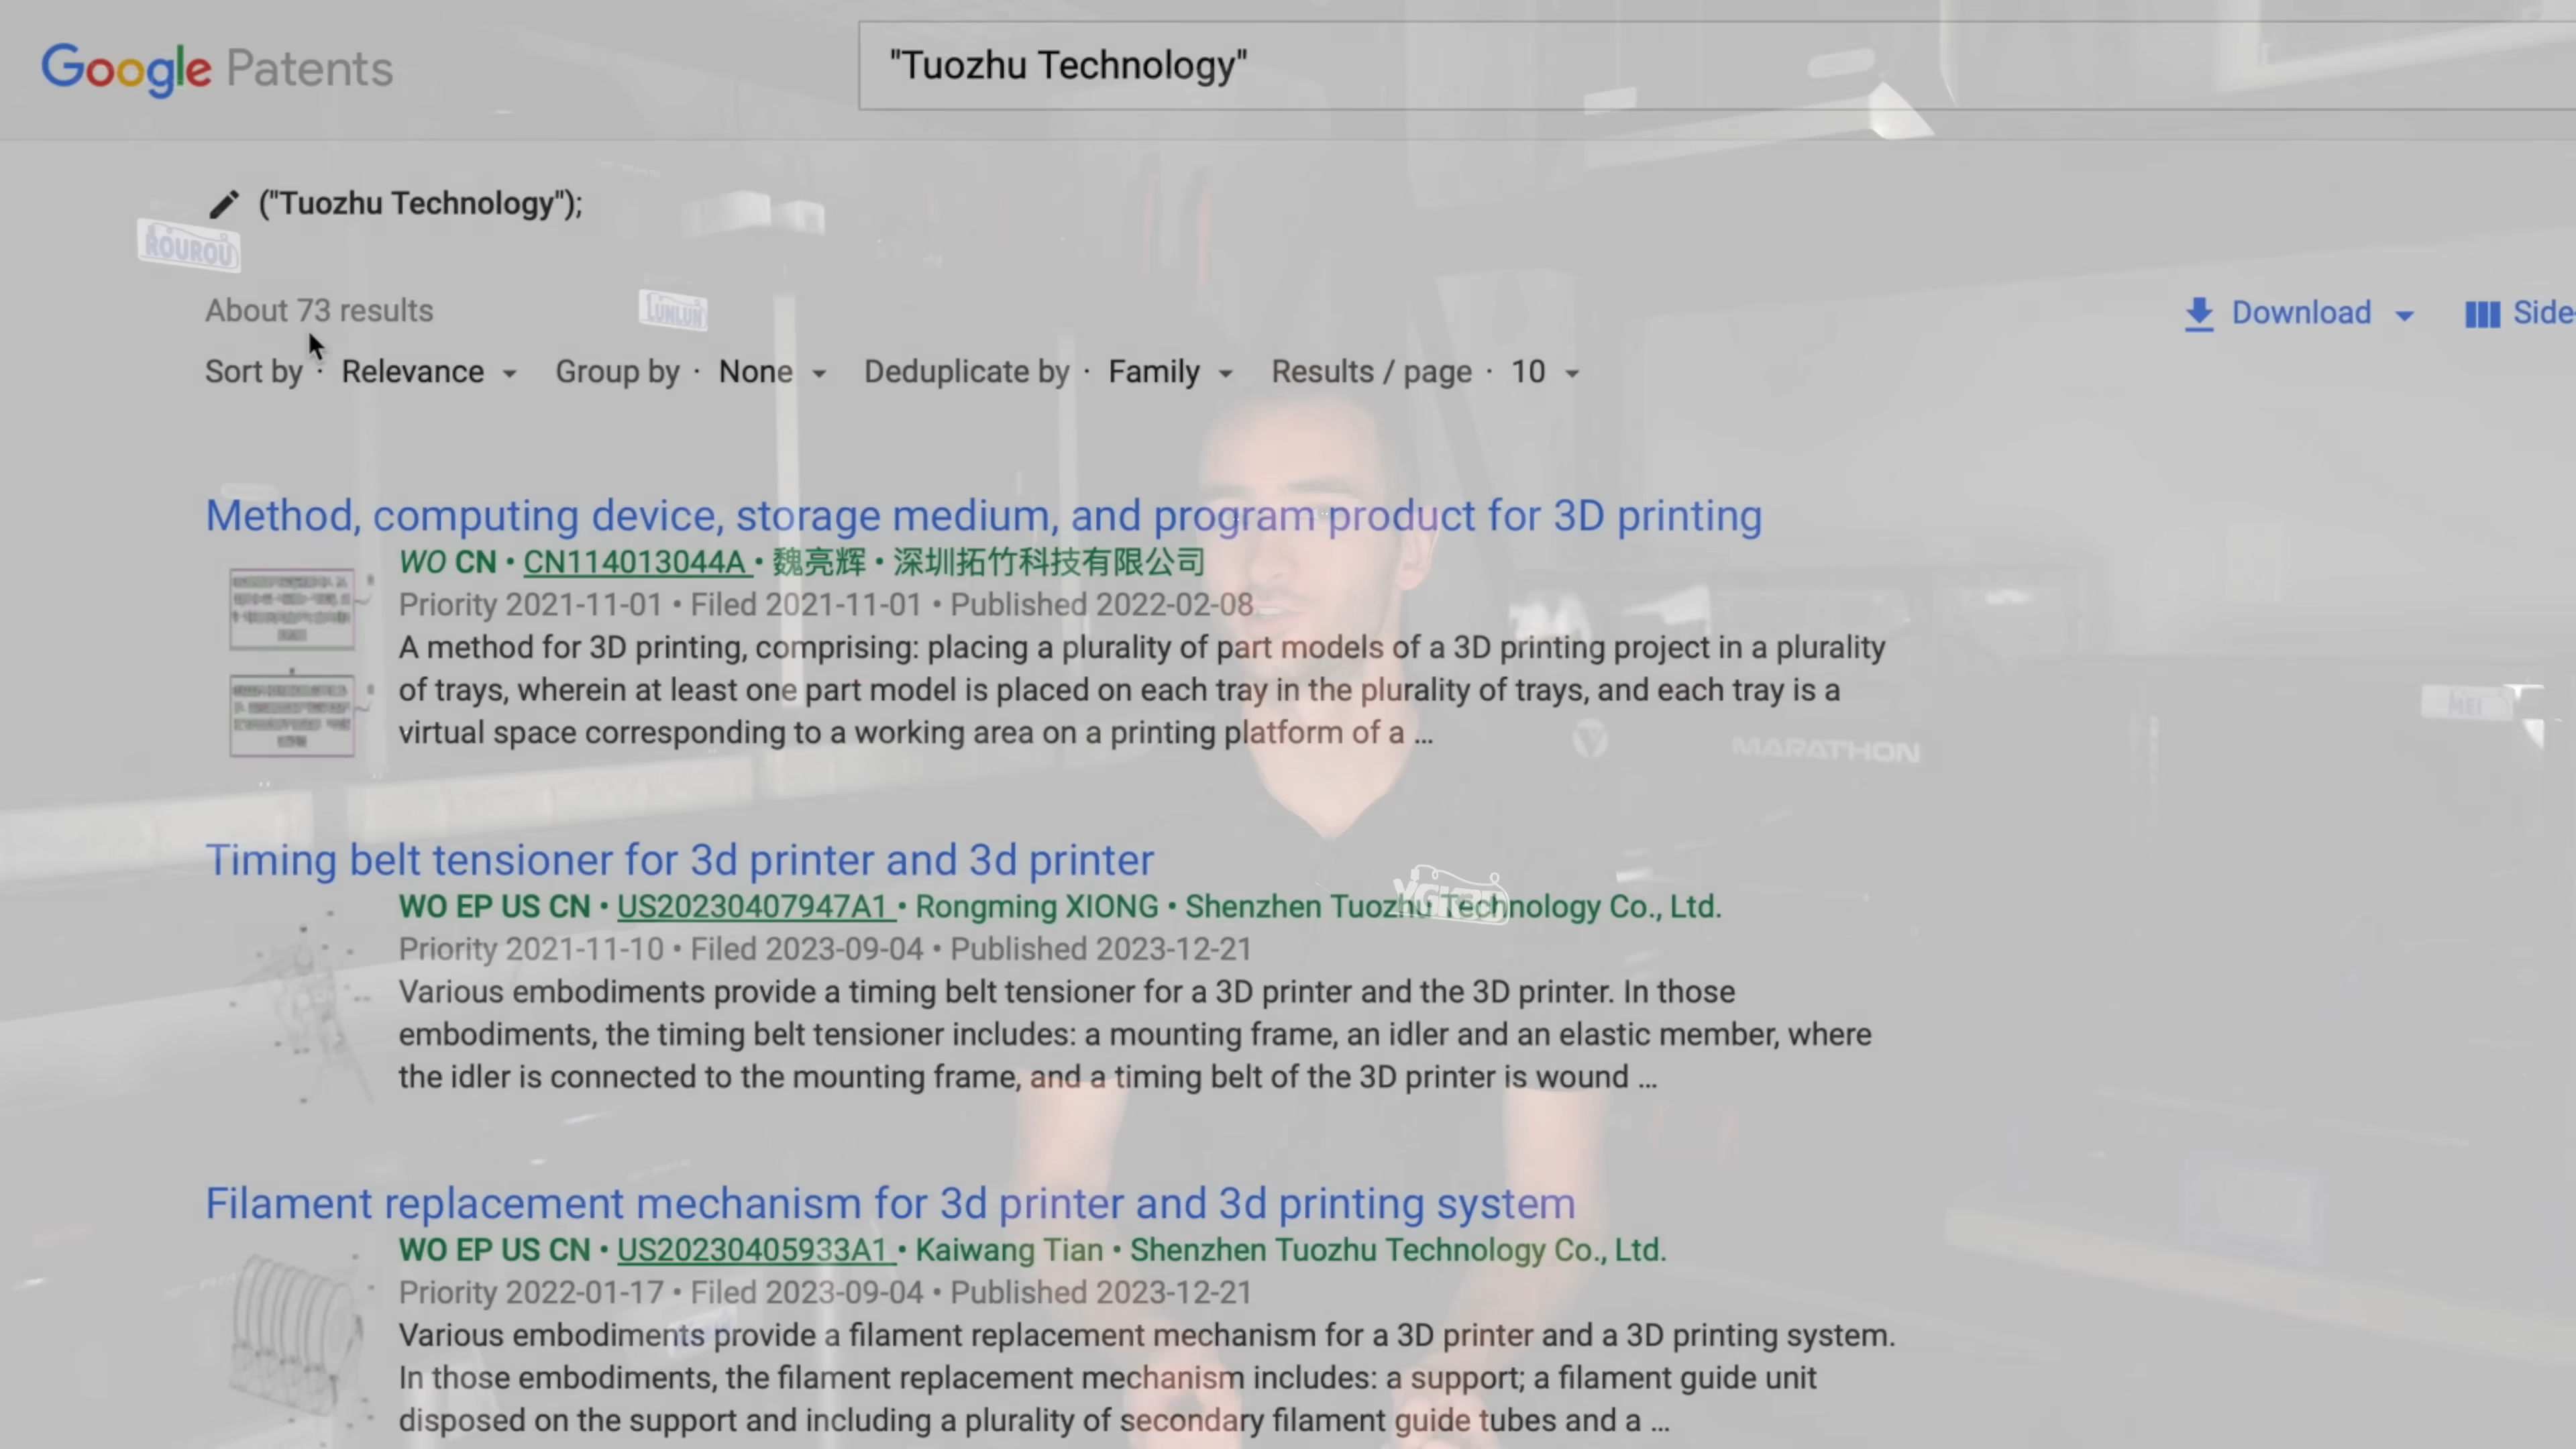 Google Patents
"Tuozhu Technology"
("Tuozhu Technology");
ROUROU
LUNLUN
About 73 results
Download
Side-
Sort by · Relevance
Group by · None
Deduplicate by · Family
Results / page · 10
Method, computing device, storage medium, and program product for 3D printing
WO CN • CN114013044A • 魏亮辉 • 深圳拓竹科技有限公司
Priority 2021-11-01 • Filed 2021-11-01 • Published 2022-02-08
A method for 3D printing, comprising: placing a plurality of part models of a 3D printing project in a plurality
of trays, wherein at least one part model is placed on each tray in the plurality of trays, and each tray is a
virtual space corresponding to a working area on a printing platform of a ...
MEI
MARATHON
Timing belt tensioner for 3d printer and 3d printer
WO EP US CN • US20230407947A1 • Rongming XIONG • Shenzhen Tuozhu Technology Co., Ltd.
Priority 2021-11-10 • Filed 2023-09-04 • Published 2023-12-21
Various embodiments provide a timing belt tensioner for a 3D printer and the 3D printer. In those
embodiments, the timing belt tensioner includes: a mounting frame, an idler and an elastic member, where
the idler is connected to the mounting frame, and a timing belt of the 3D printer is wound ...
Filament replacement mechanism for 3d printer and 3d printing system
WO EP US CN • US20230405933A1 • Kaiwang Tian • Shenzhen Tuozhu Technology Co., Ltd.
Priority 2022-01-17 • Filed 2023-09-04 • Published 2023-12-21
Various embodiments provide a filament replacement mechanism for a 3D printer and a 3D printing system.
In those embodiments, the filament replacement mechanism includes: a support; a filament guide unit
disposed on the support and including a plurality of secondary filament guide tubes and a ...